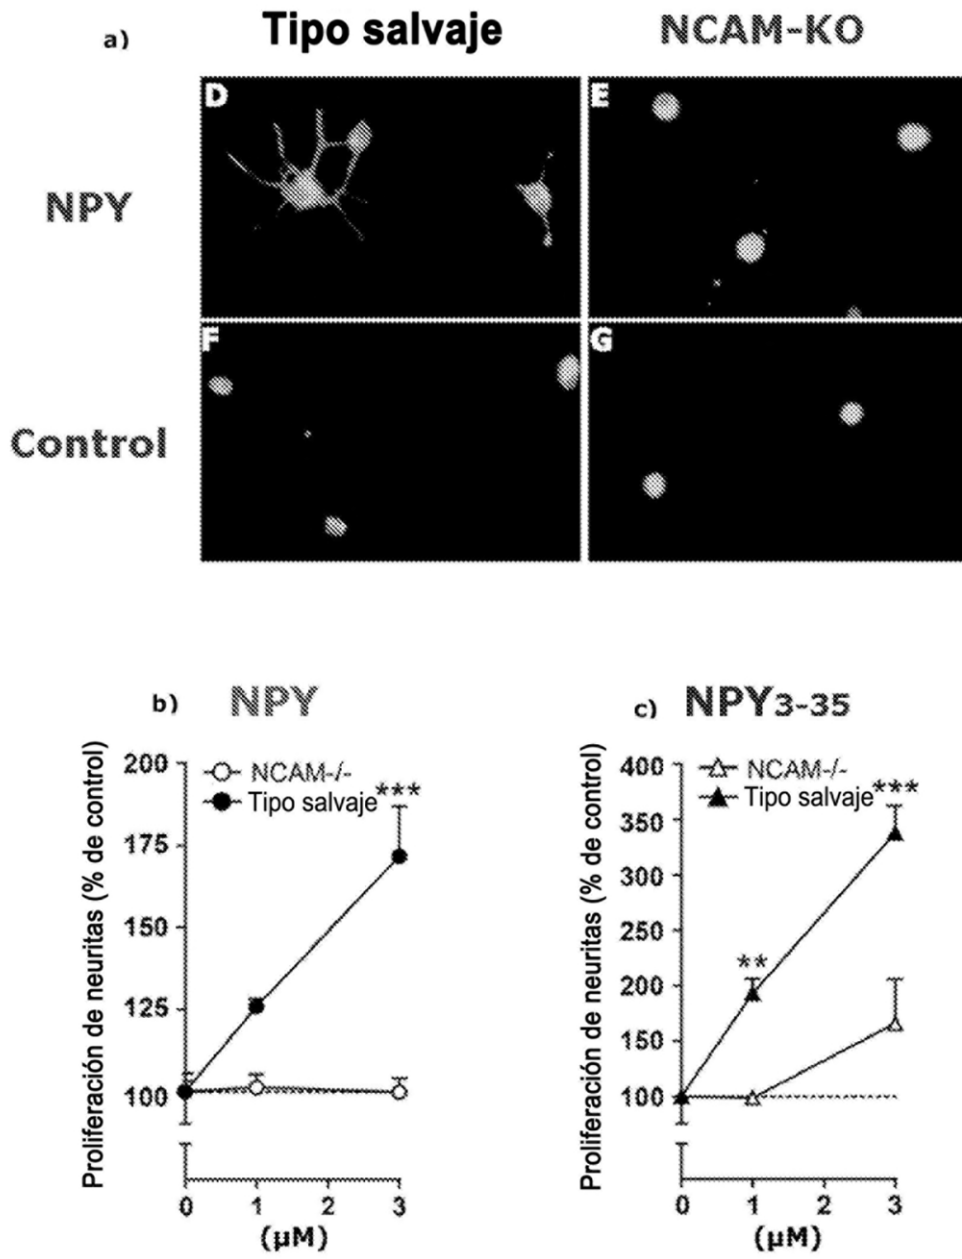 a) Tipo salvaje NCAM-KO
NPY
D E
Control
F G
b) NPY
Proliferación de neuritas (% de control)
200
175
150
125
100
NCAM-/-
Tipo salvaje
***
0 1 2 3
(µM)
c) NPY3-35
Proliferación de neuritas (% de control)
400
350
300
250
200
150
100
NCAM-/-
Tipo salvaje
***
**
0 1 2 3
(µM)